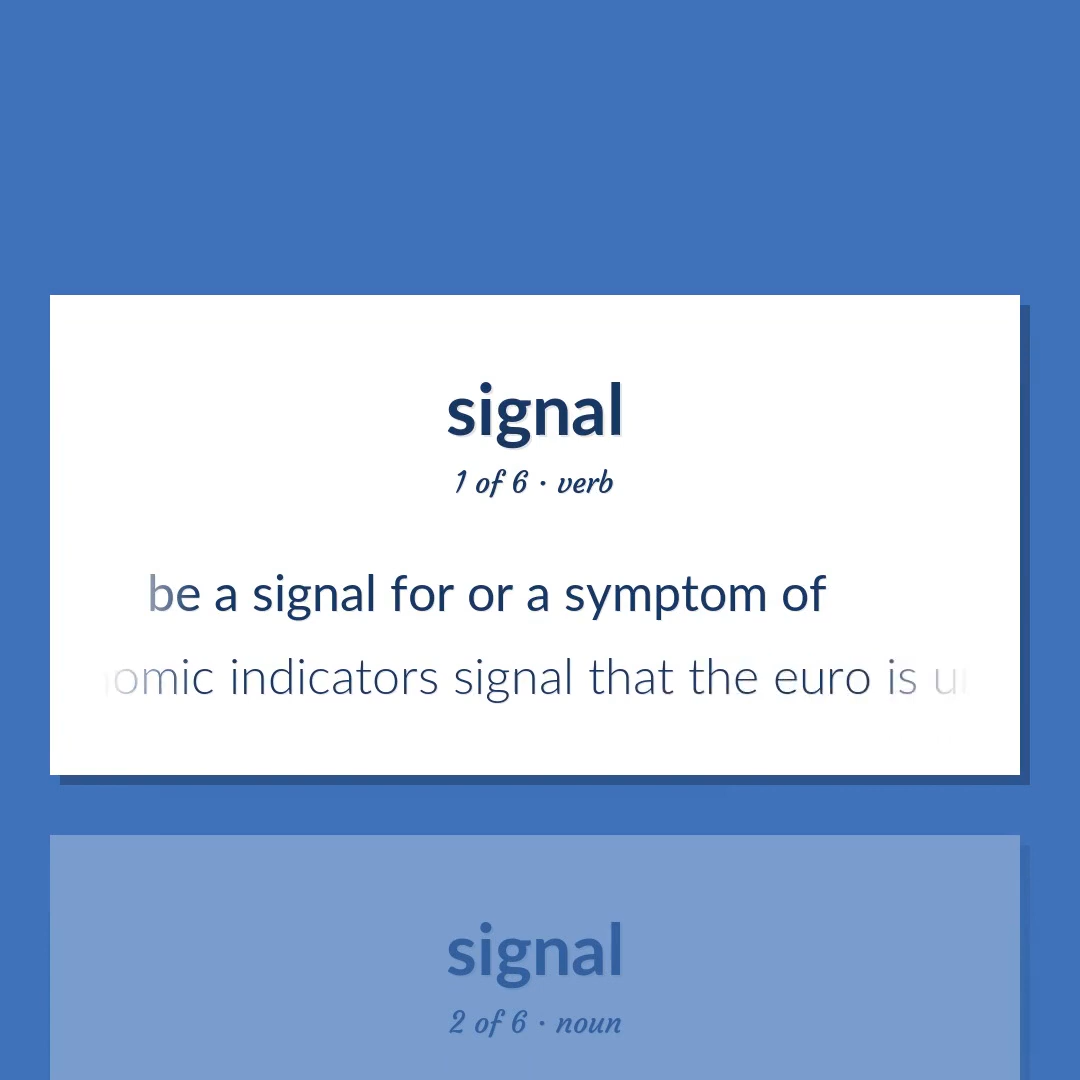 signal
1 of 6 · verb
be a signal for or a symptom of
indicators signal that the euro is
signal
2 of 6 · noun